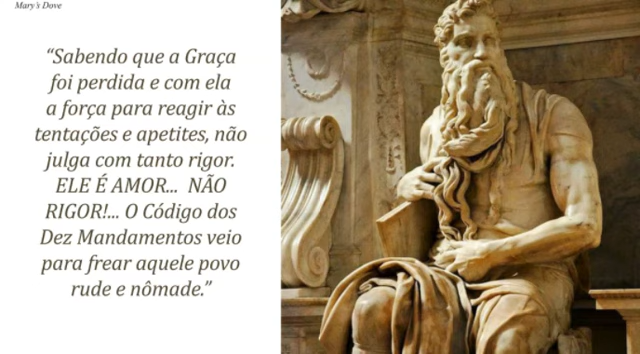 Mary's Dove
“Sabendo que a Graça
foi perdida e com ela
a força para reagir às
tentações e apetites, não
julga com tanto rigor.
ELE É AMOR... NÃO
RIGOR!... O Código dos
Dez Mandamentos veio
para frear aquele povo
rude e nômade.”